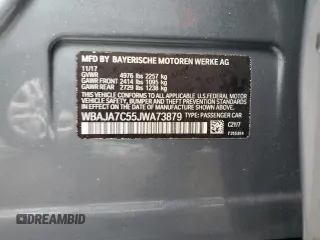 MFD BY BAYERISCHE MOTOREN WERKE AG
11/17
GVWR 4976 lbs 2257 kg
GAWR FRONT 2414 lbs 1095 kg
GAWR REAR 2729 lbs 1238 kg
THIS VEHICLE CONFORMS TO ALL APPLICABLE
U.S. FEDERAL MOTOR VEHICLE SAFETY, BUMPER,
AND THEFT PREVENTION STANDARDS IN EFFECT ON
THE DATE OF MANUFACTURE SHOWN ABOVE.
WBAJA7C55JWA73879 TYPE: PASSENGER CAR
DREAMBID